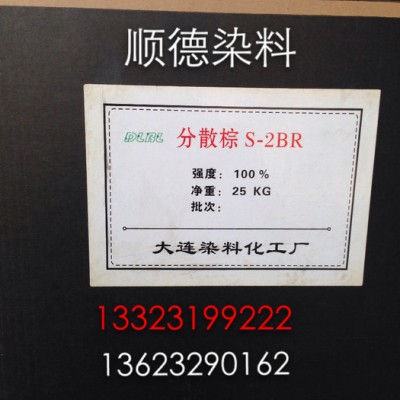 顺德染料
DLRL 分散棕 S-2BR
强度: 100 %
净重: 25 KG
批次:
大连染料化工厂
13323199222
13623290162